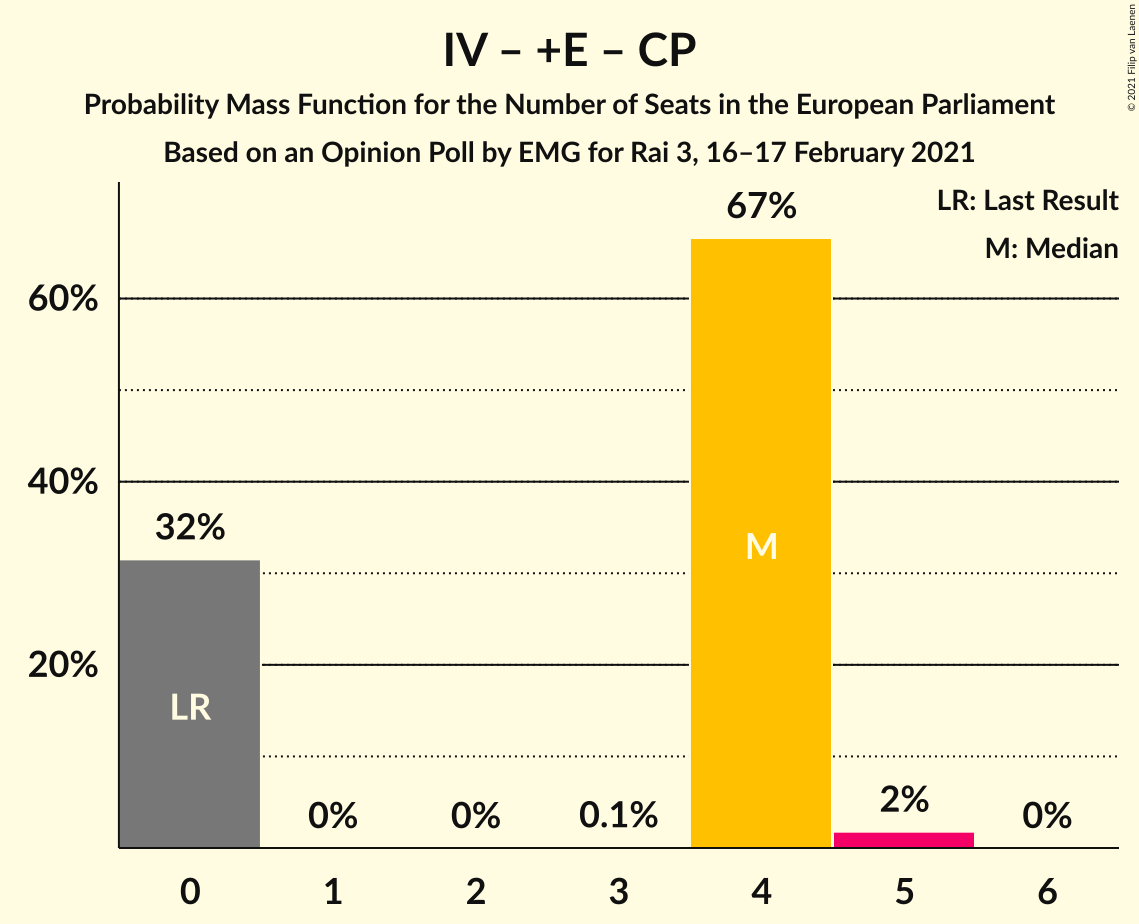 IV – +E – CP
Probability Mass Function for the Number of Seats in the European Parliament
Based on an Opinion Poll by EMG for Rai 3, 16–17 February 2021
© 2021 Filip van Laenen
LR: Last Result
M: Median
67%
60%
40%
32%
20%
M
LR
0%
0%
0.1%
2%
0%
0
1
2
3
4
5
6